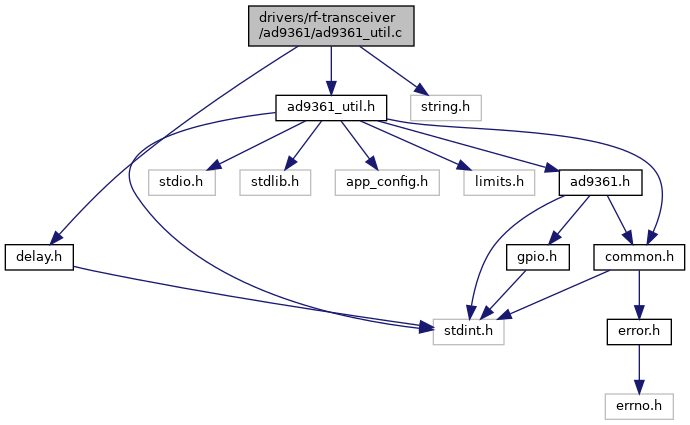 drivers/rf-transceiver
/ad9361/ad9361_util.c
ad9361_util.h
string.h
stdio.h
stdlib.h
app_config.h
limits.h
ad9361.h
delay.h
gpio.h
common.h
stdint.h
error.h
errno.h